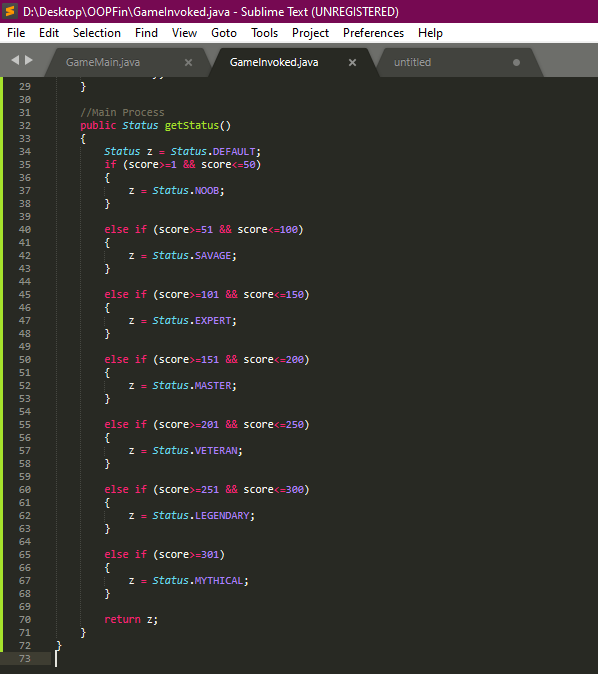 D:\Desktop\OOPFin\GameInvoked.java - Sublime Text (UNREGISTERED)
File Edit Selection Find View Goto Tools Project Preferences Help
GameMain.java × GameInvoked.java × untitled
29 }
30
31 //Main Process
32 public Status getStatus()
33 {
34 Status z = Status.DEFAULT;
35 if (score>=1 && score<=50)
36 {
37 z = Status.NOOB;
38 }
39
40 else if (score>=51 && score<=100)
41 {
42 z = Status.SAVAGE;
43 }
44
45 else if (score>=101 && score<=150)
46 {
47 z = Status.EXPERT;
48 }
49
50 else if (score>=151 && score<=200)
51 {
52 z = Status.MASTER;
53 }
54
55 else if (score>=201 && score<=250)
56 {
57 z = Status.VETERAN;
58 }
59
60 else if (score>=251 && score<=300)
61 {
62 z = Status.LEGENDARY;
63 }
64
65 else if (score>=301)
66 {
67 z = Status.MYTHICAL;
68 }
69
70 return z;
71 }
72 }
73